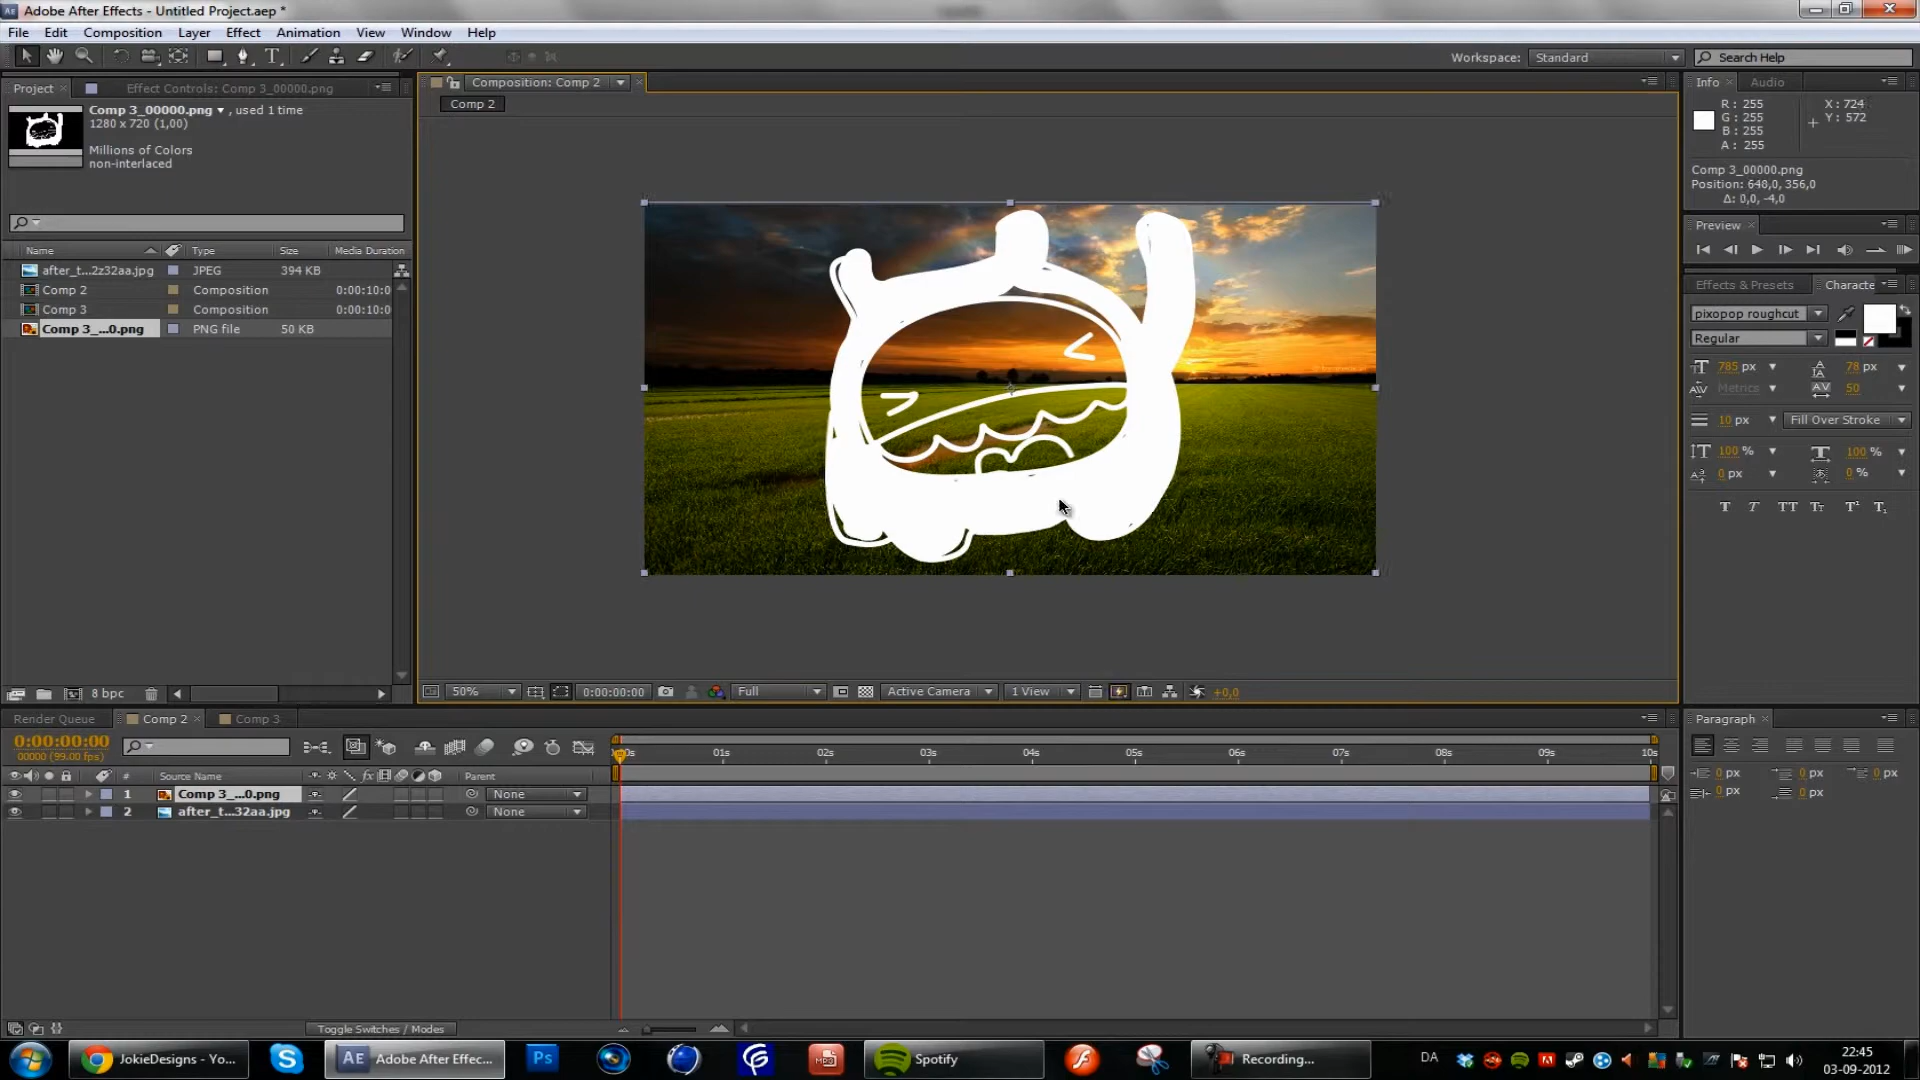 Adobe After Effects - Untitled Project.aep *
File Edit Composition Layer Effect Animation View Window Help
Workspace: Standard Search Help
Project Effect Controls: Comp 3_00000.png
Comp 3_00000.png , used 1 time
1280 x 720 (1,00)
Millions of Colors
non-interlaced
Name Type Size Media Duration
after_t...2z32aa.jpg JPEG 394 KB
Comp 2 Composition 0:00:10:0
Comp 3 Composition 0:00:10:0
Comp 3_...0.png PNG file 50 KB
8 bpc
Composition: Comp 2
Comp 2
50% 0:00:00:00 Full Active Camera 1 View +0,0
Info Audio
R : 255 X : 724
G : 255 Y : 572
B : 255
A : 255
Comp 3_00000.png
Position: 640,0, 356,0
Δ: 0,0, -4,0
Preview
Effects & Presets Characte
pixopop roughcut
Regular
785 px 78 px
Metrics 50
10 px Fill Over Stroke
100 % 100 %
0 px 0 %
T T TT Tт T¹ T₁
Render Queue Comp 2 Comp 3
0:00:00:00
00000 (99.00 fps)
# Source Name fx Parent
1 Comp 3_...0.png None
2 after_t...32aa.jpg None
01s 02s 03s 04s 05s 06s 07s 08s 09s 10s
Toggle Switches / Modes
Paragraph
0 px 0 px 0 px
0 px 0 px
JokieDesigns - Yo...
AE Adobe After Effec...
Ps
MP3
Spotify
Recording...
DA
22:45
03-09-2012